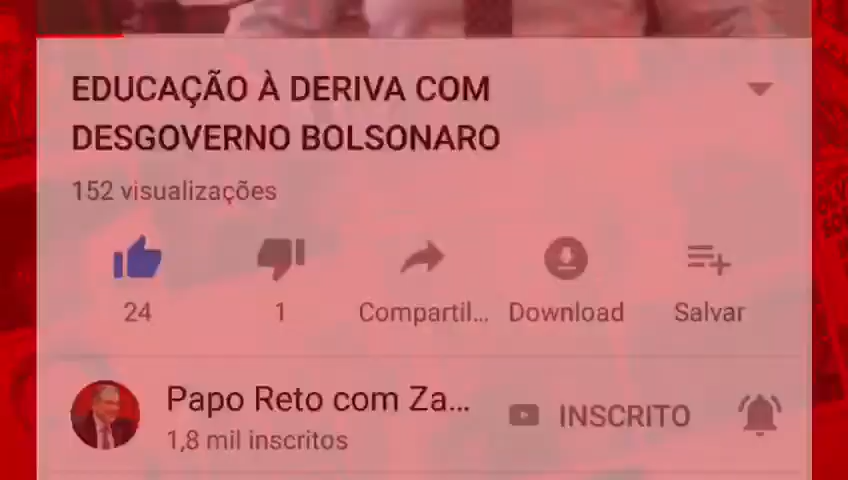 EDUCAÇÃO À DERIVA COM
DESGOVERNO BOLSONARO
152 visualizações
24 1 Compartil... Download Salvar
Papo Reto com Za... INSCRITO
1,8 mil inscritos